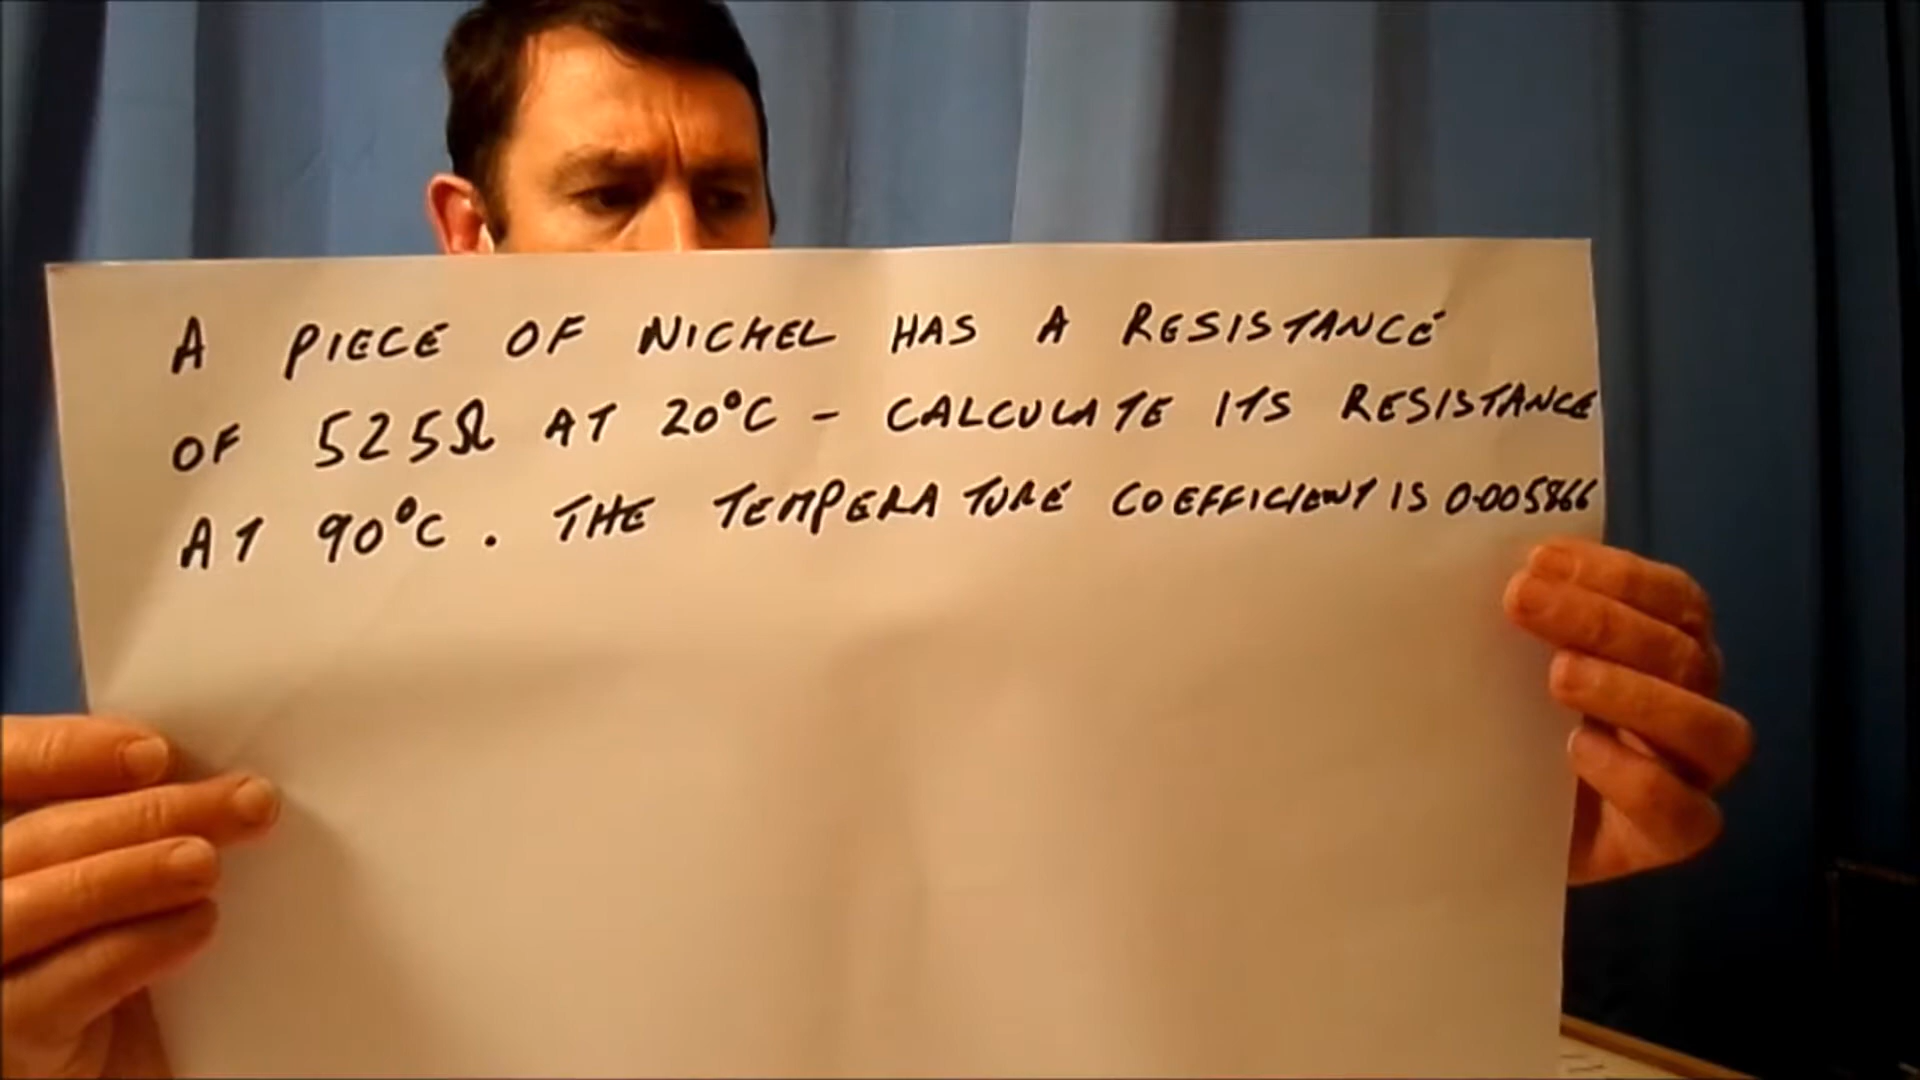 A PIECE OF NICKEL HAS A RESISTANCE
OF 525Ω AT 20°C - CALCULATE ITS RESISTANCE
AT 90°C. THE TEMPERATURE COEFFICIENT IS 0.005866